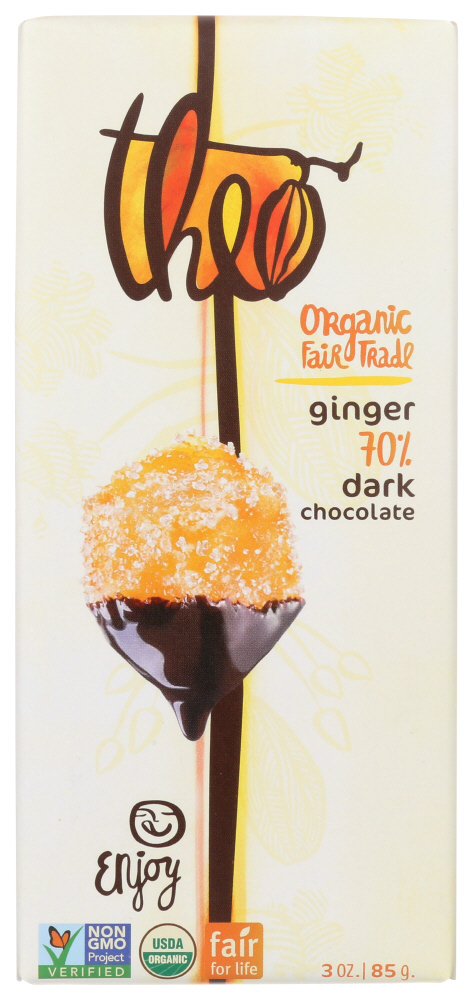 theo
Organic
Fair Trade
ginger
70%
dark
chocolate
Enjoy
NON
GMO
Project
VERIFIED
USDA
ORGANIC
fair
for life
3 OZ. | 85 g.